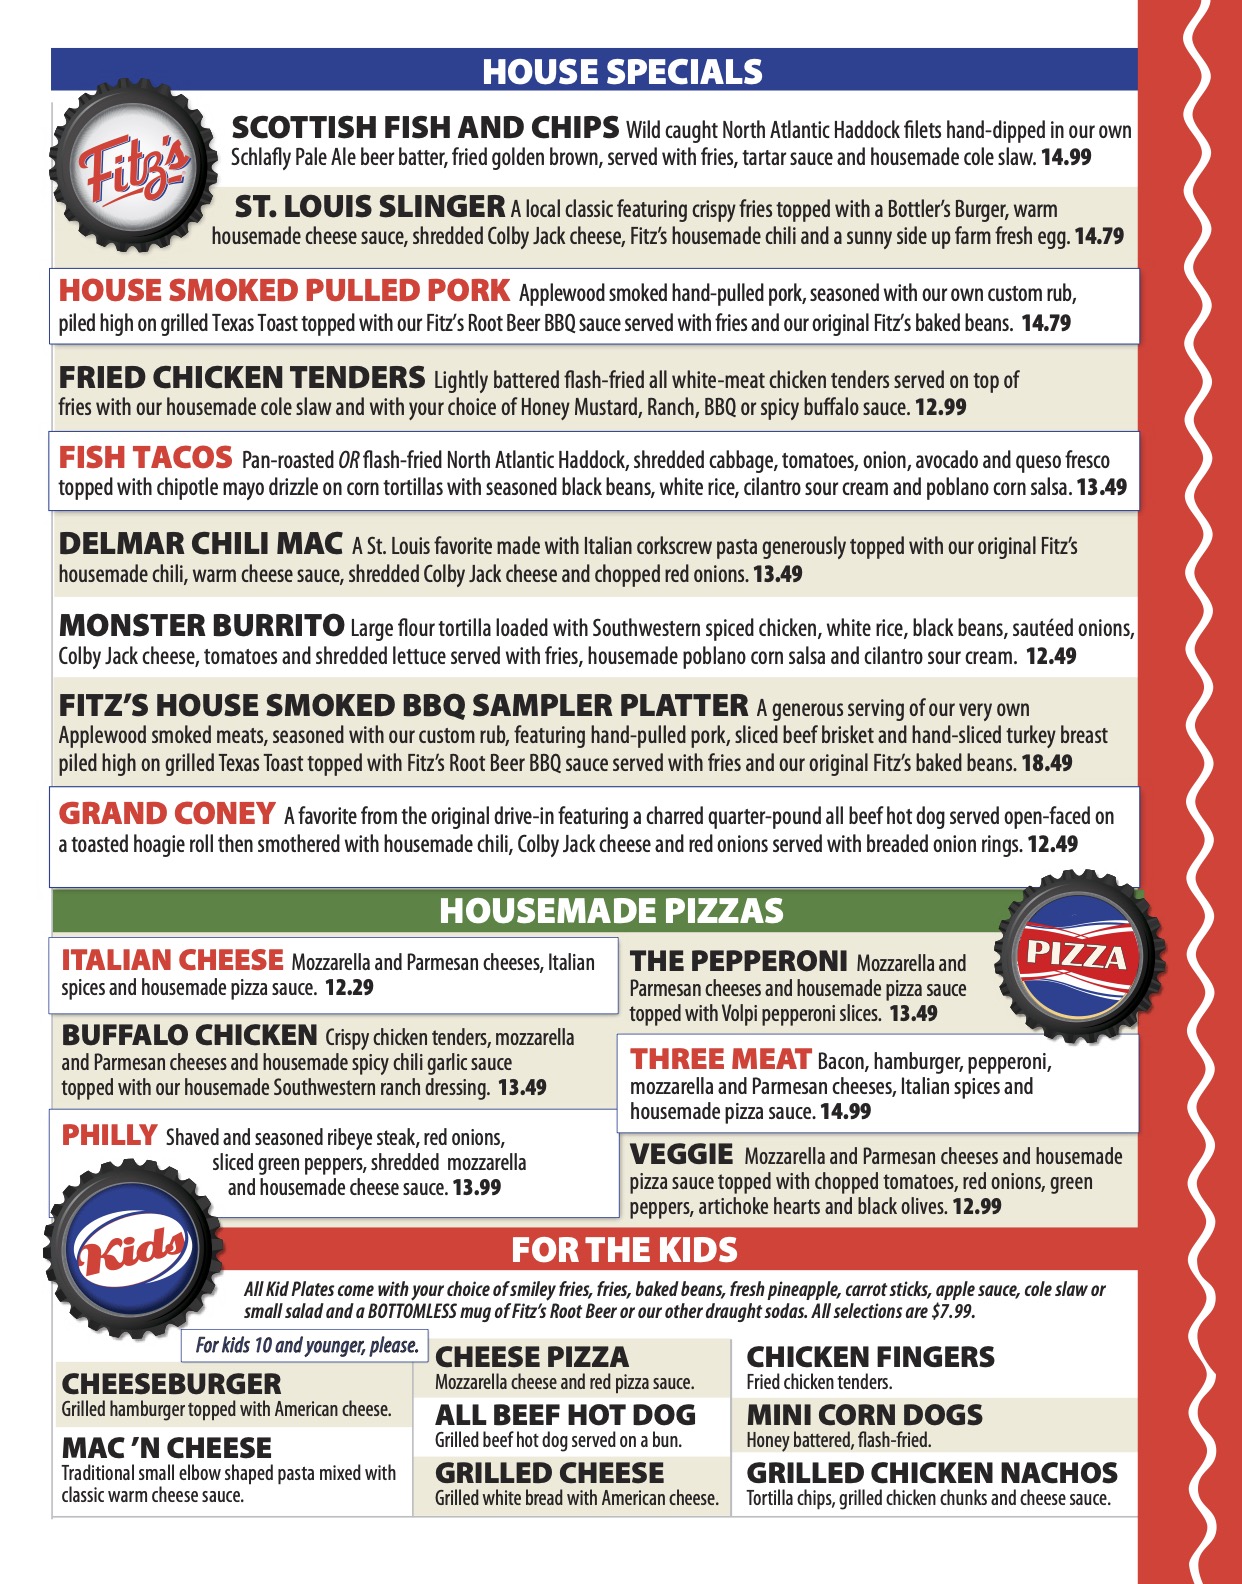 HOUSE SPECIALS
Fitz's
SCOTTISH FISH AND CHIPS Wild caught North Atlantic Haddock filets hand-dipped in our own
Schlafly Pale Ale beer batter, fried golden brown, served with fries, tartar sauce and housemade cole slaw. 14.99
ST. LOUIS SLINGER A local classic featuring crispy fries topped with a Bottler's Burger, warm
housemade cheese sauce, shredded Colby Jack cheese, Fitz's housemade chili and a sunny side up farm fresh egg. 14.79
HOUSE SMOKED PULLED PORK Applewood smoked hand-pulled pork, seasoned with our own custom rub,
piled high on grilled Texas Toast topped with our Fitz's Root Beer BBQ sauce served with fries and our original Fitz's baked beans. 14.79
FRIED CHICKEN TENDERS Lightly battered flash-fried all white-meat chicken tenders served on top of
fries with our housemade cole slaw and with your choice of Honey Mustard, Ranch, BBQ or spicy buffalo sauce. 12.99
FISH TACOS Pan-roasted OR flash-fried North Atlantic Haddock, shredded cabbage, tomatoes, onion, avocado and queso fresco
topped with chipotle mayo drizzle on corn tortillas with seasoned black beans, white rice, cilantro sour cream and poblano corn salsa. 13.49
DELMAR CHILI MAC A St. Louis favorite made with Italian corkscrew pasta generously topped with our original Fitz's
housemade chili, warm cheese sauce, shredded Colby Jack cheese and chopped red onions. 13.49
MONSTER BURRITO Large flour tortilla loaded with Southwestern spiced chicken, white rice, black beans, sautéed onions,
Colby Jack cheese, tomatoes and shredded lettuce served with fries, housemade poblano corn salsa and cilantro sour cream. 12.49
FITZ'S HOUSE SMOKED BBQ SAMPLER PLATTER A generous serving of our very own
Applewood smoked meats, seasoned with our custom rub, featuring hand-pulled pork, sliced beef brisket and hand-sliced turkey breast
piled high on grilled Texas Toast topped with Fitz's Root Beer BBQ sauce served with fries and our original Fitz's baked beans. 18.49
GRAND CONEY A favorite from the original drive-in featuring a charred quarter-pound all beef hot dog served open-faced on
a toasted hoagie roll then smothered with housemade chili, Colby Jack cheese and red onions served with breaded onion rings. 12.49
HOUSEMADE PIZZAS
PIZZA
ITALIAN CHEESE Mozzarella and Parmesan cheeses, Italian
spices and housemade pizza sauce. 12.29
BUFFALO CHICKEN Crispy chicken tenders, mozzarella
and Parmesan cheeses and housemade spicy chili garlic sauce
topped with our housemade Southwestern ranch dressing. 13.49
PHILLY Shaved and seasoned ribeye steak, red onions,
sliced green peppers, shredded mozzarella
and housemade cheese sauce. 13.99
THE PEPPERONI Mozzarella and
Parmesan cheeses and housemade pizza sauce
topped with Volpi pepperoni slices. 13.49
THREE MEAT Bacon, hamburger, pepperoni,
mozzarella and Parmesan cheeses, Italian spices and
housemade pizza sauce. 14.99
VEGGIE Mozzarella and Parmesan cheeses and housemade
pizza sauce topped with chopped tomatoes, red onions, green
peppers, artichoke hearts and black olives. 12.99
Kids
FOR THE KIDS
All Kid Plates come with your choice of smiley fries, fries, baked beans, fresh pineapple, carrot sticks, apple sauce, cole slaw or
small salad and a BOTTOMLESS mug of Fitz's Root Beer or our other draught sodas. All selections are $7.99.
For kids 10 and younger, please.
CHEESEBURGER
Grilled hamburger topped with American cheese.
MAC 'N CHEESE
Traditional small elbow shaped pasta mixed with
classic warm cheese sauce.
CHEESE PIZZA
Mozzarella cheese and red pizza sauce.
ALL BEEF HOT DOG
Grilled beef hot dog served on a bun.
GRILLED CHEESE
Grilled white bread with American cheese.
CHICKEN FINGERS
Fried chicken tenders.
MINI CORN DOGS
Honey battered, flash-fried.
GRILLED CHICKEN NACHOS
Tortilla chips, grilled chicken chunks and cheese sauce.